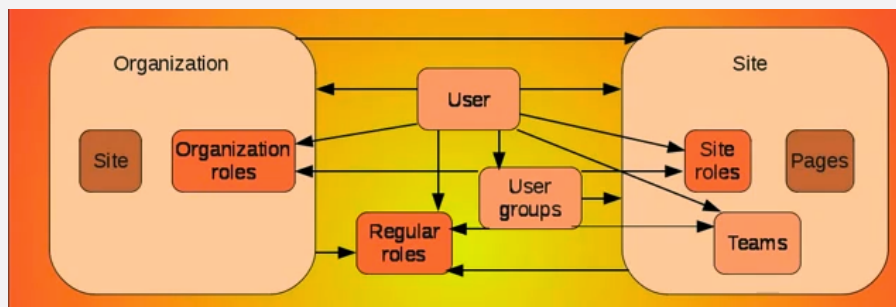 Organization
Site
User
Site
Organization
roles
Site
roles
Pages
User
groups
Regular
roles
Teams